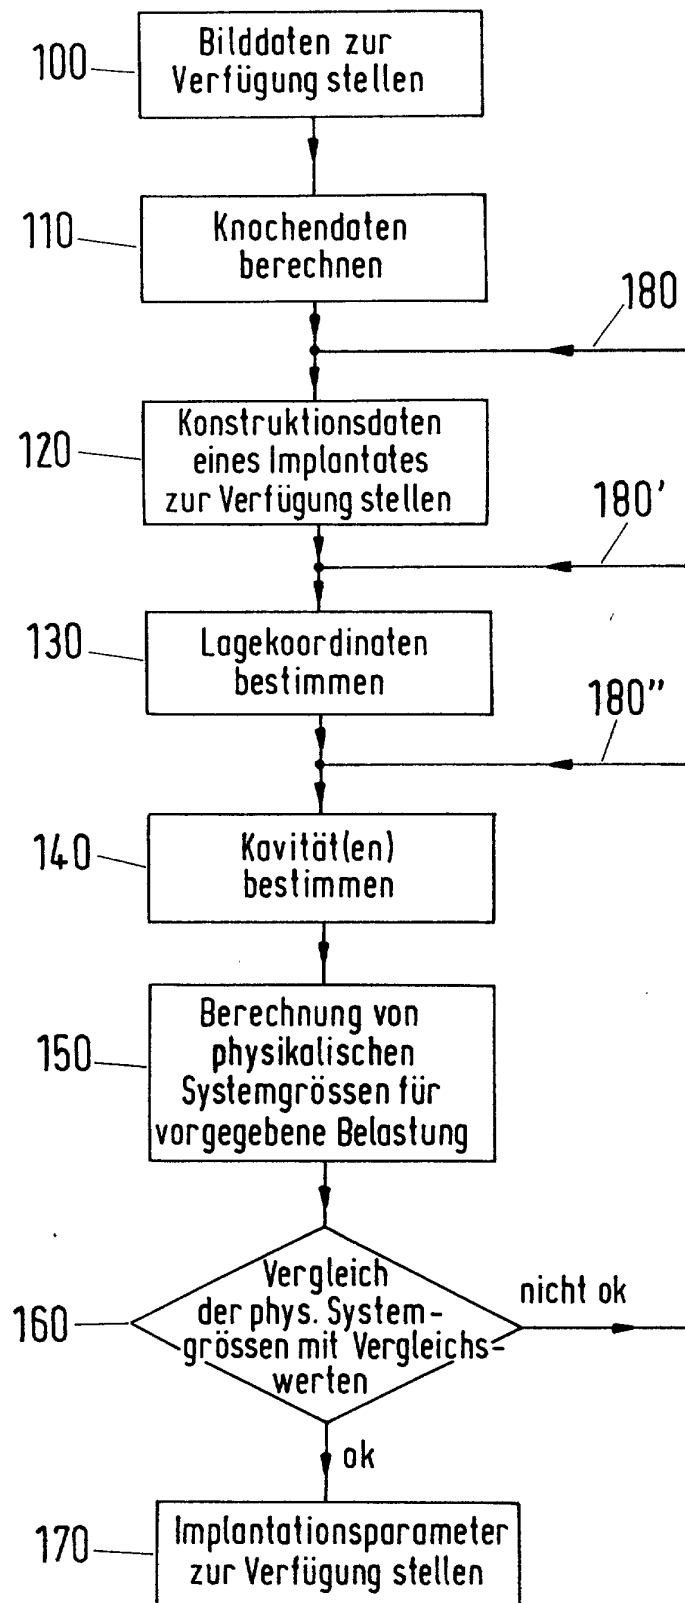 100
Bilddaten zur
Verfügung stellen
110
Knochendaten
berechnen
180
120
Konstruktionsdaten
eines Implantates
zur Verfügung stellen
180'
130
Lagekoordinaten
bestimmen
180''
140
Kavität(en)
bestimmen
150
Berechnung von
physikalischen
Systemgrössen für
vorgegebene Belastung
160
Vergleich
der phys. System-
grössen mit Vergleichs-
werten
nicht ok
ok
170
Implantationsparameter
zur Verfügung stellen